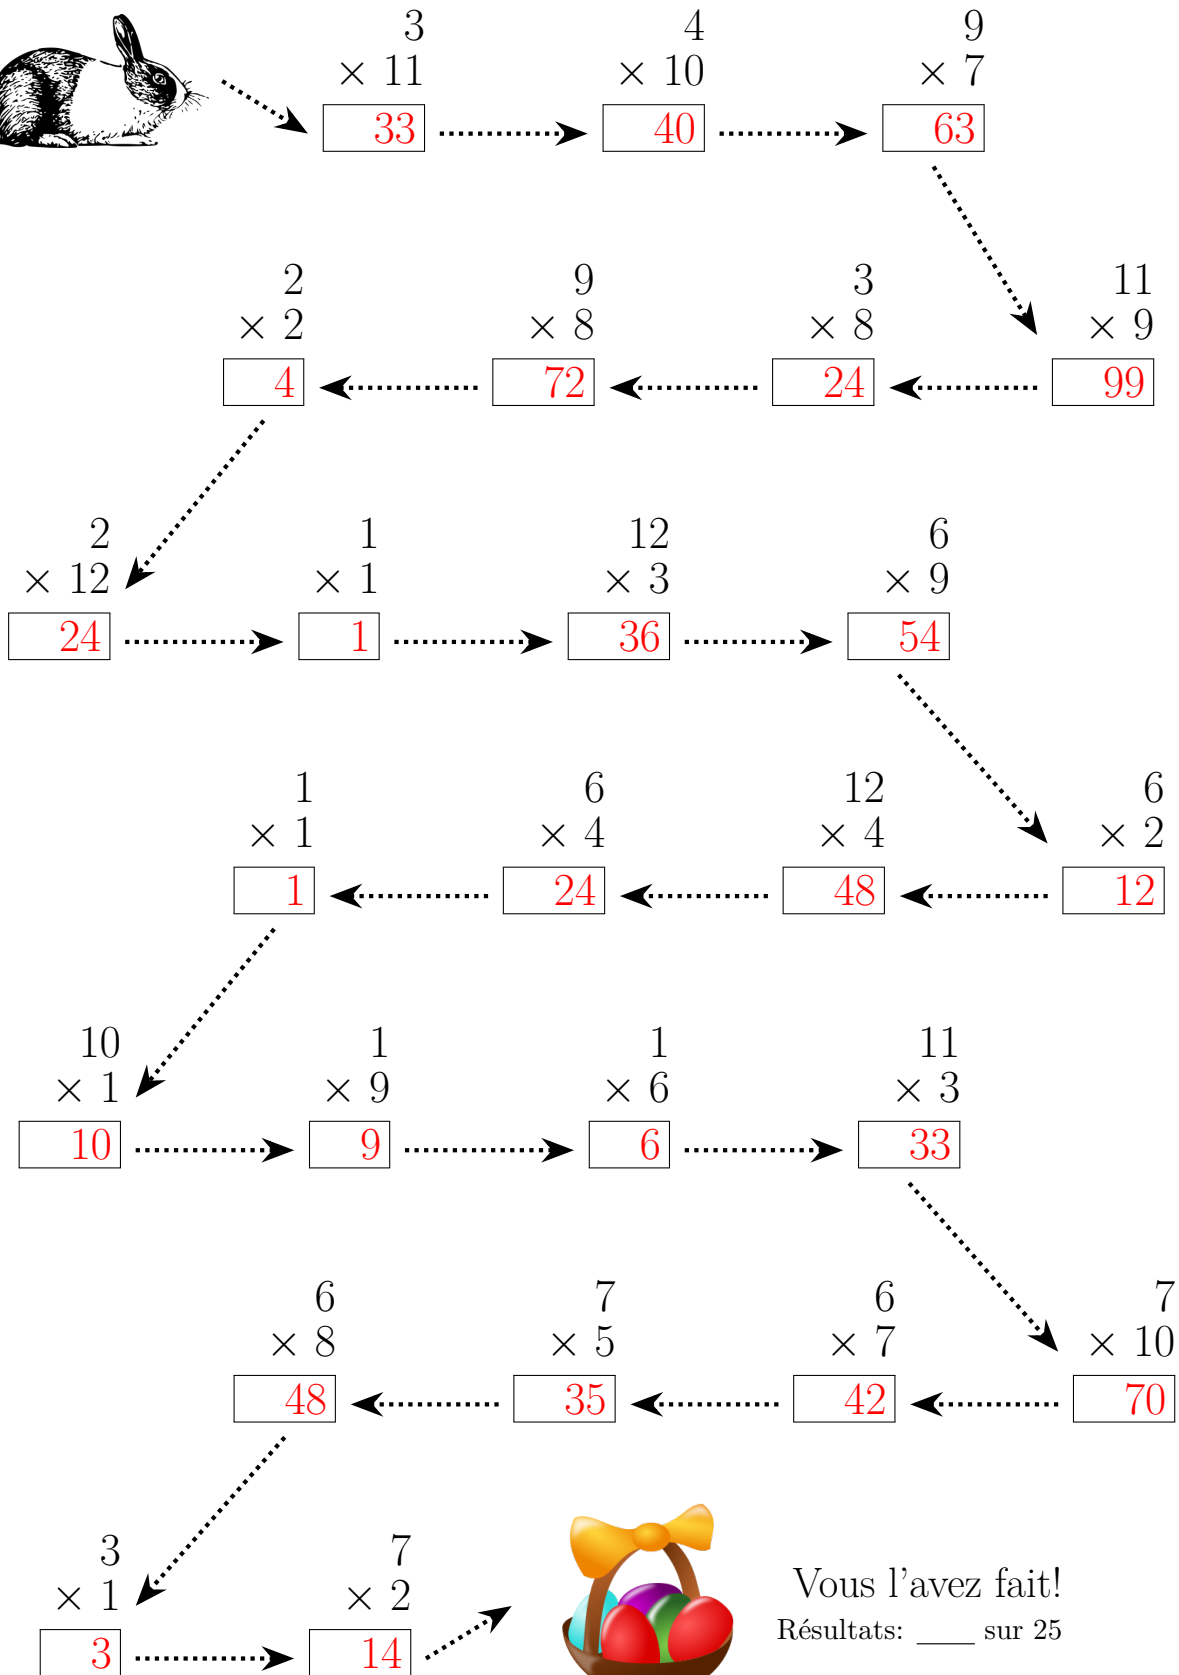 3 4 9
× 11 × 10 × 7
33 40 63
2 9 3 11
× 2 × 8 × 8 × 9
4 72 24 99
2 1 12 6
× 12 × 1 × 3 × 9
24 1 36 54
1 6 12 6
× 1 × 4 × 4 × 2
1 24 48 12
10 1 1 11
× 1 × 9 × 6 × 3
10 9 6 33
6 7 6 7
× 8 × 5 × 7 × 10
48 35 42 70
3 7
× 1 × 2
3 14
Vous l'avez fait!
Résultats: ____ sur 25